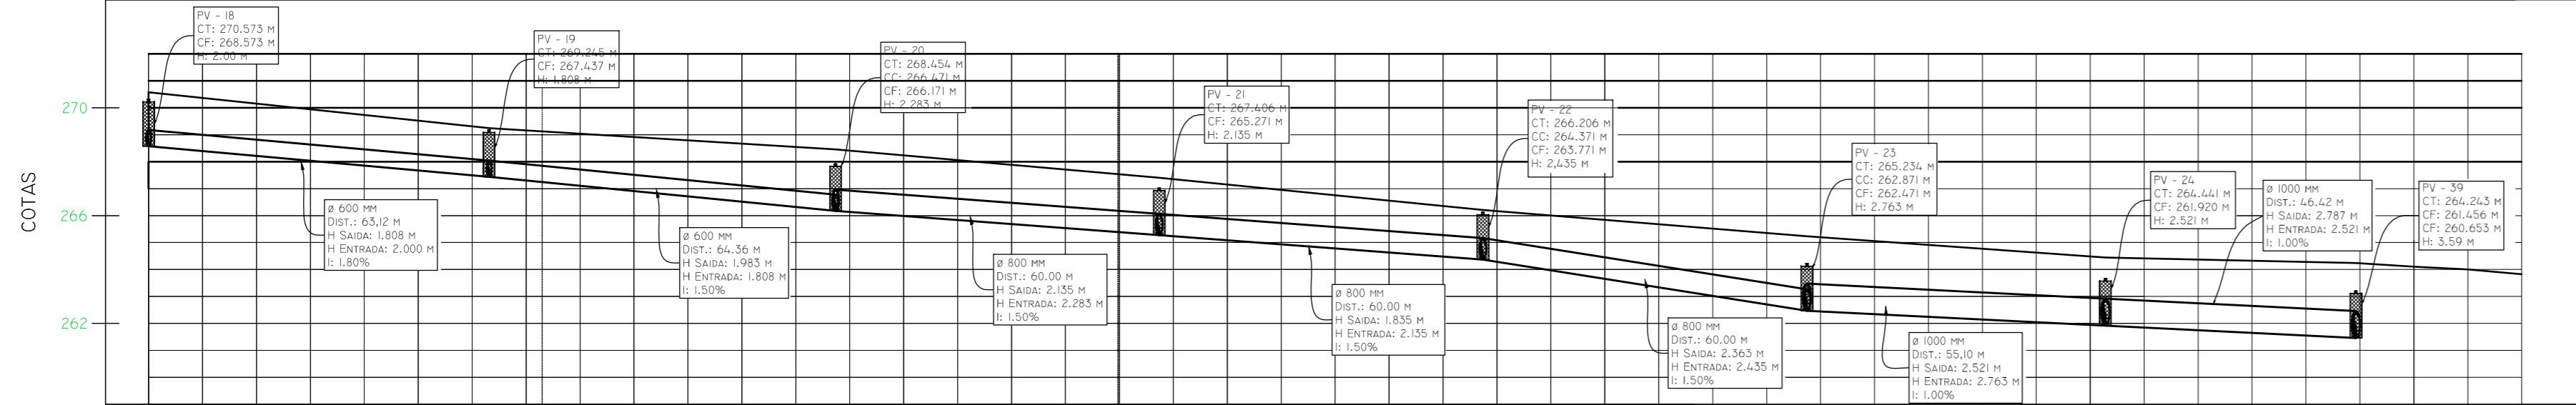 COTAS
270
266
262
PV - 18
CT: 270.573 M
CF: 268.573 M
H: 2.00 M
PV - 19
CT: 269.245 M
CF: 267.437 M
H: 1.808 M
PV - 20
CT: 268.454 M
CC: 266.471 M
CF: 266.171 M
H: 2.283 M
PV - 21
CT: 267.406 M
CF: 265.271 M
H: 2.135 M
PV - 22
CT: 266.206 M
CC: 264.371 M
CF: 263.771 M
H: 2,435 M
PV - 23
CT: 265.234 M
CC: 262.871 M
CF: 262.471 M
H: 2.763 M
PV - 24
CT: 264.441 M
CF: 261.920 M
H: 2.521 M
Ø 1000 MM
DIST.: 46.42 M
H SAIDA: 2.787 M
H ENTRADA: 2.521 M
I: 1.00%
PV - 39
CT: 264.243 M
CF: 261.456 M
CF: 260.653 M
H: 3.59 M
Ø 600 MM
DIST.: 63,12 M
H SAIDA: 1.808 M
H ENTRADA: 2.000 M
I: 1.80%
Ø 600 MM
DIST.: 64.36 M
H SAIDA: 1.983 M
H ENTRADA: 1.808 M
I: 1.50%
Ø 800 MM
DIST.: 60.00 M
H SAIDA: 2.135 M
H ENTRADA: 2.283 M
I: 1.50%
Ø 800 MM
DIST.: 60.00 M
H SAIDA: 1.835 M
H ENTRADA: 2.135 M
I: 1.50%
Ø 800 MM
DIST.: 60.00 M
H SAIDA: 2.363 M
H ENTRADA: 2.435 M
I: 1.50%
Ø 1000 MM
DIST.: 55,10 M
H SAIDA: 2.521 M
H ENTRADA: 2.763 M
I: 1.00%